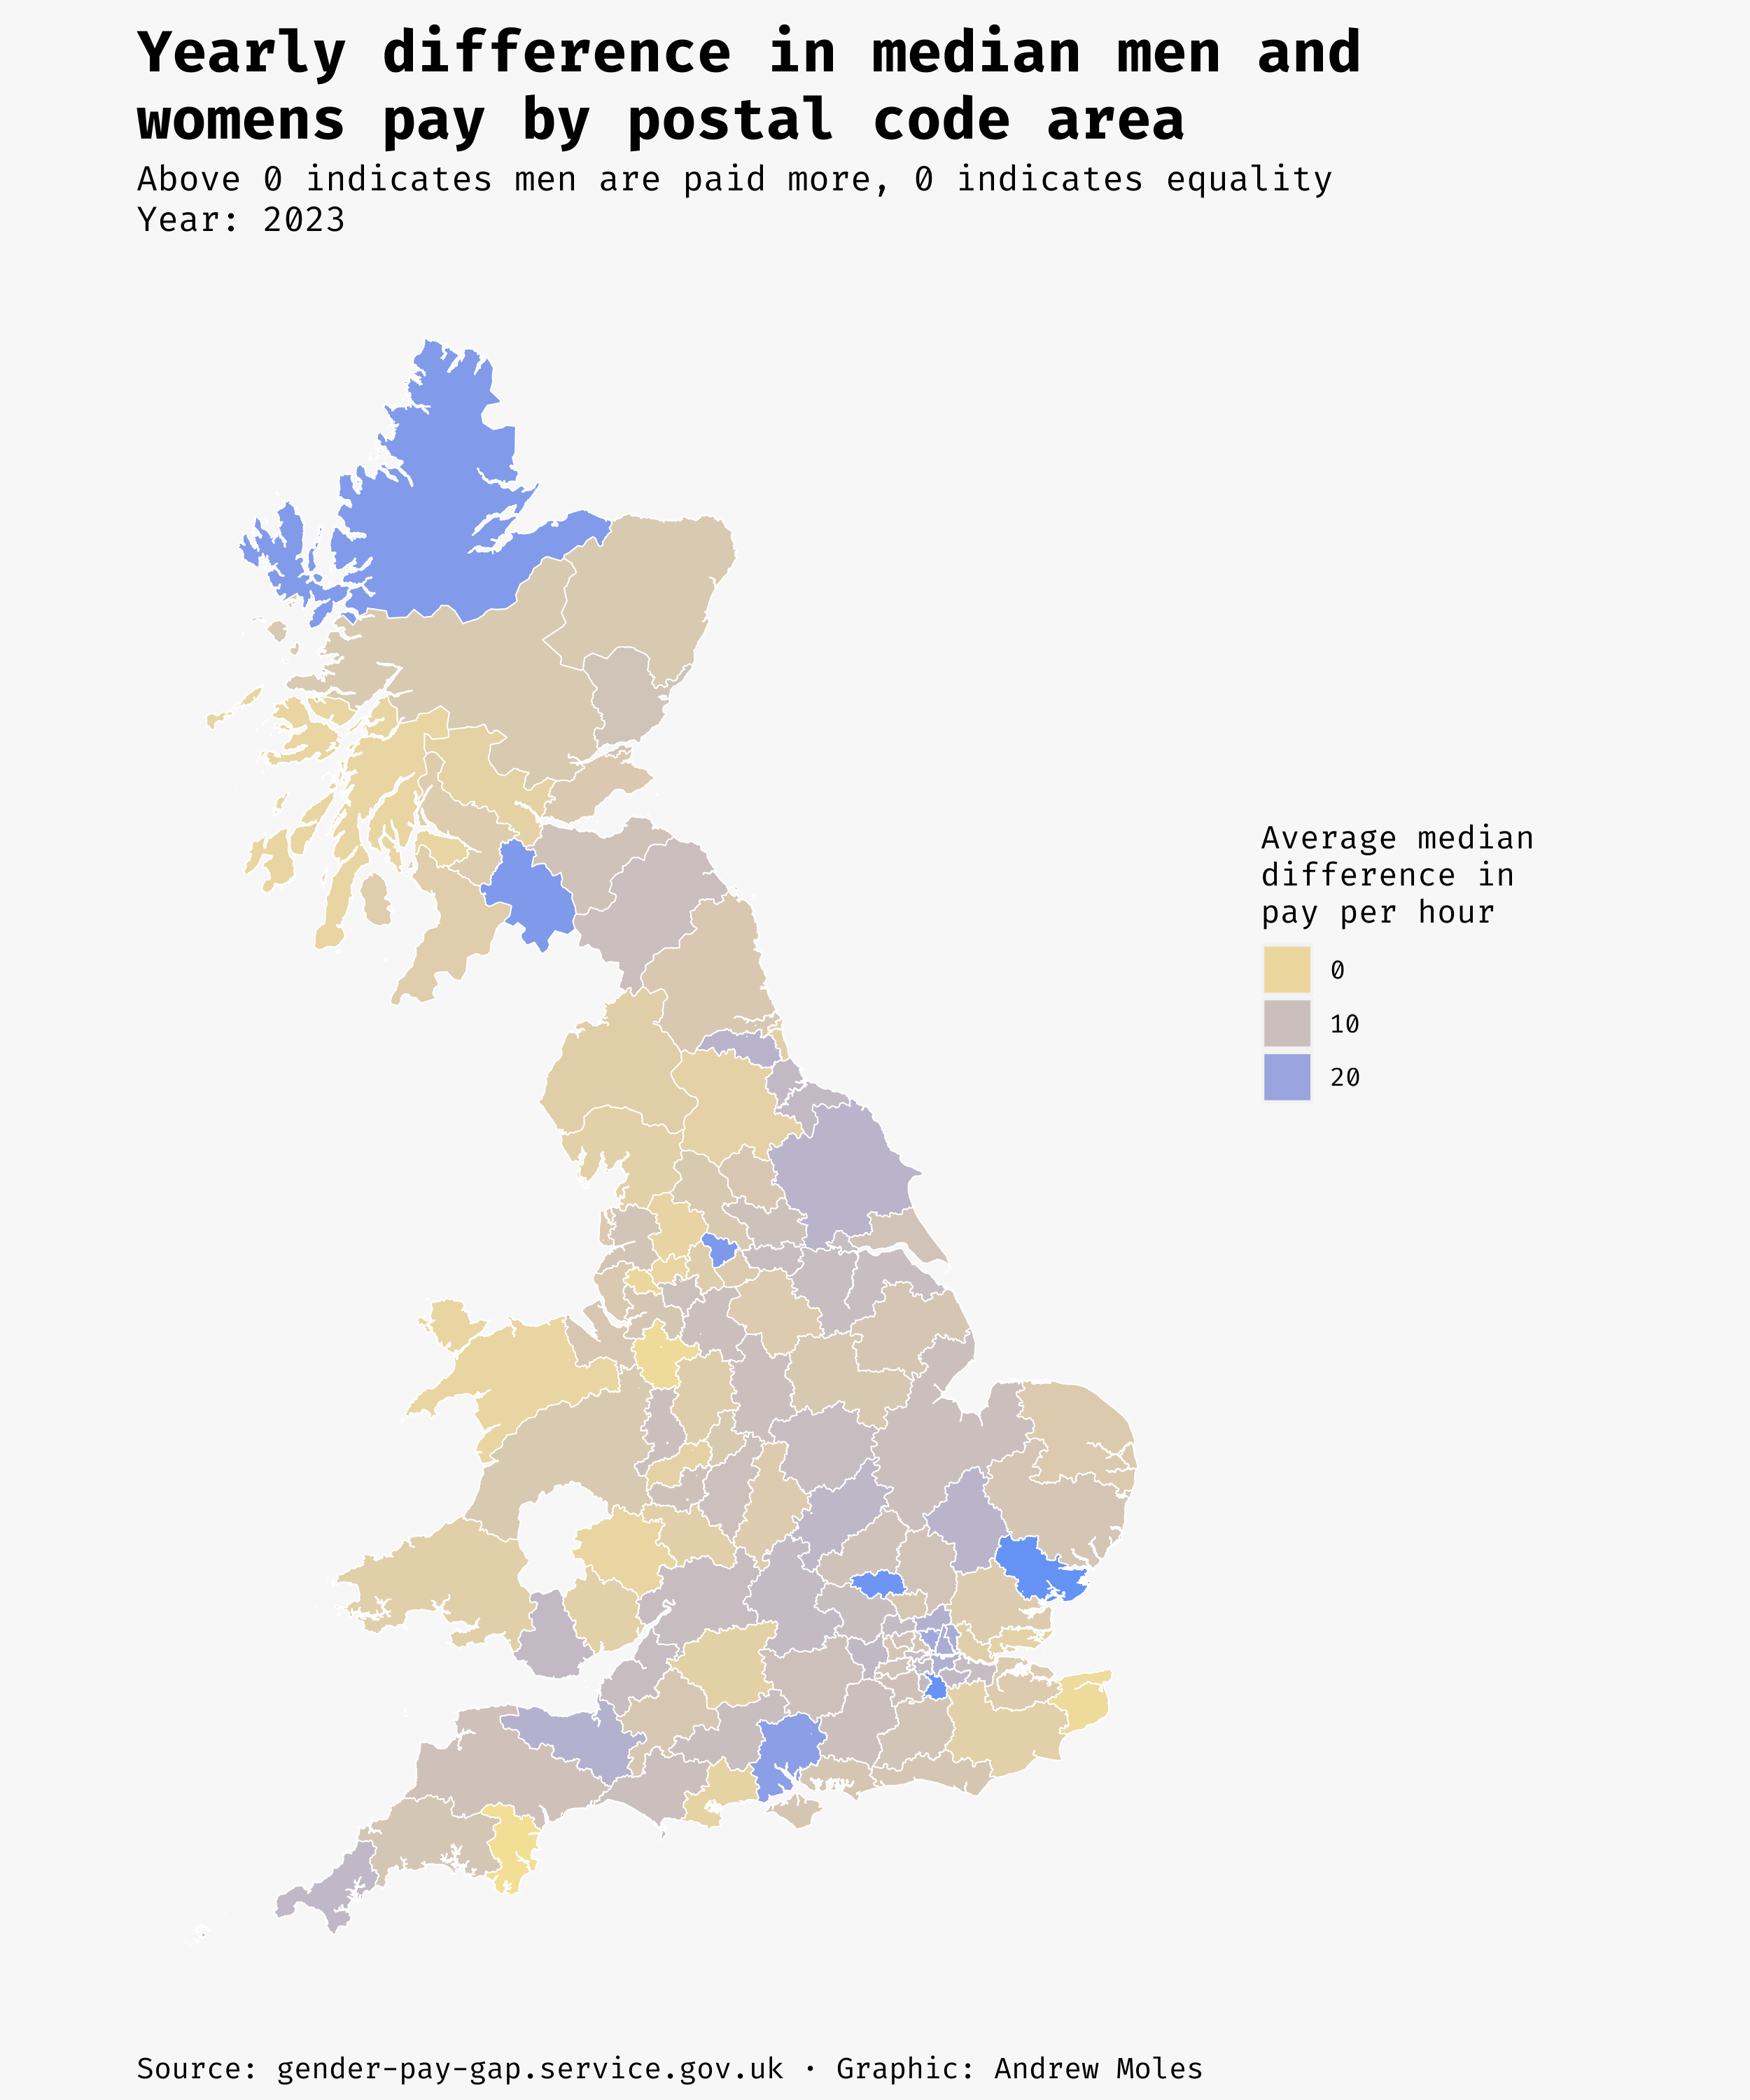 Yearly difference in median men and
womens pay by postal code area
Above 0 indicates men are paid more, 0 indicates equality
Year: 2023
Average median
difference in
pay per hour
0
10
20
Source: gender-pay-gap.service.gov.uk · Graphic: Andrew Moles